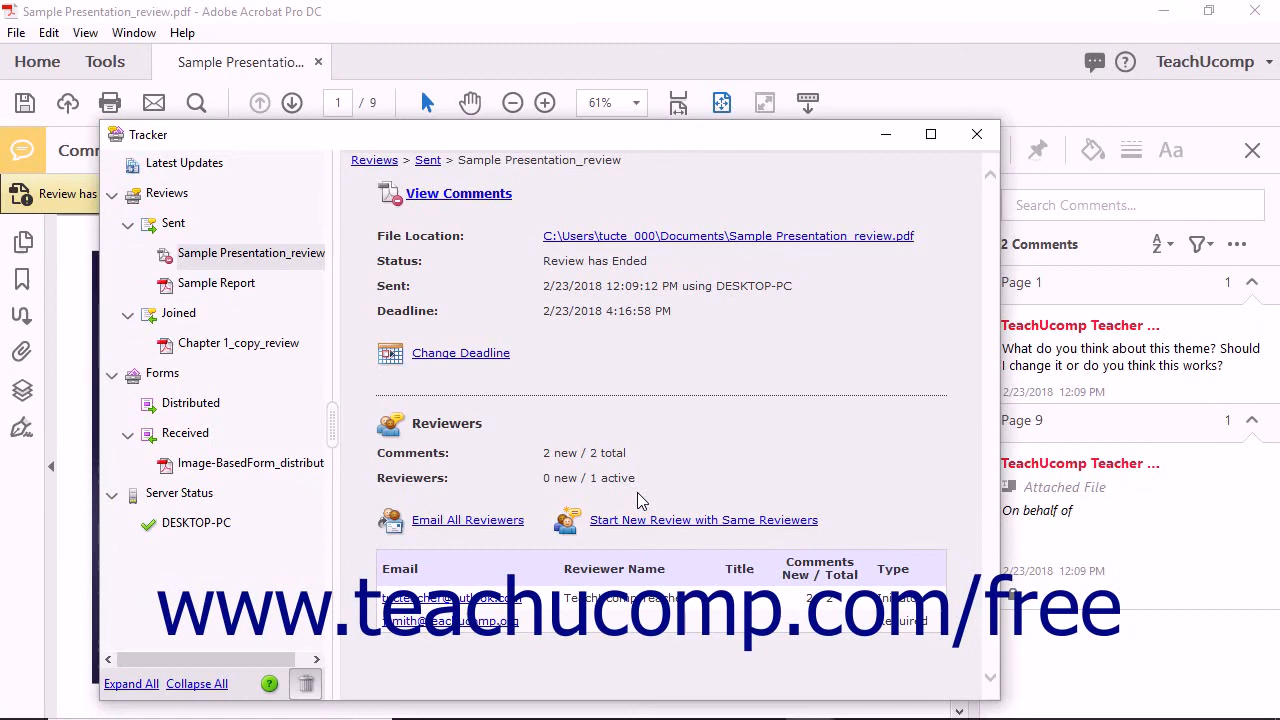 Sample Presentation_review.pdf - Adobe Acrobat Pro DC
File Edit View Window Help
Home Tools Sample Presentatio... × TeachUcomp
1 / 9 61%
Tracker
Comm
Review has
Latest Updates
Reviews
Sent
Sample Presentation_review
Sample Report
Joined
Chapter 1_copy_review
Forms
Distributed
Received
Image-BasedForm_distribut
Server Status
DESKTOP-PC
Expand All Collapse All
Reviews > Sent > Sample Presentation_review
View Comments
File Location: C:\Users\tucte_000\Documents\Sample Presentation_review.pdf
Status: Review has Ended
Sent: 2/23/2018 12:09:12 PM using DESKTOP-PC
Deadline: 2/23/2018 4:16:58 PM
Change Deadline
Reviewers
Comments: 2 new / 2 total
Reviewers: 0 new / 1 active
Email All Reviewers Start New Review with Same Reviewers
Email Reviewer Name Title Comments New / Total Type
www.teachucomp.com/free
Aa
Search Comments...
2 Comments
Page 1 1
TeachUcomp Teacher ...
What do you think about this theme? Should
I change it or do you think this works?
2/23/2018 12:09 PM
Page 9 1
TeachUcomp Teacher ...
Attached File
On behalf of
2/23/2018 12:09 PM